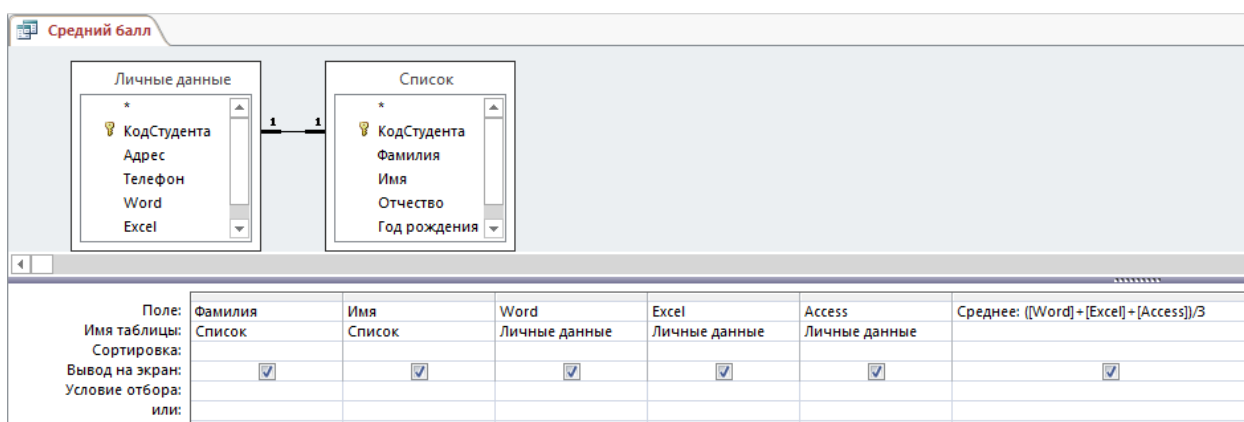 Средний балл
Личные данные
*
КодСтудента
Адрес
Телефон
Word
Excel
1 1
Список
*
КодСтудента
Фамилия
Имя
Отчество
Год рождения
Поле: Фамилия Имя Word Excel Access Среднее: ([Word]+[Excel]+[Access])/3
Имя таблицы: Список Список Личные данные Личные данные Личные данные
Сортировка:
Вывод на экран:
Условие отбора:
или: